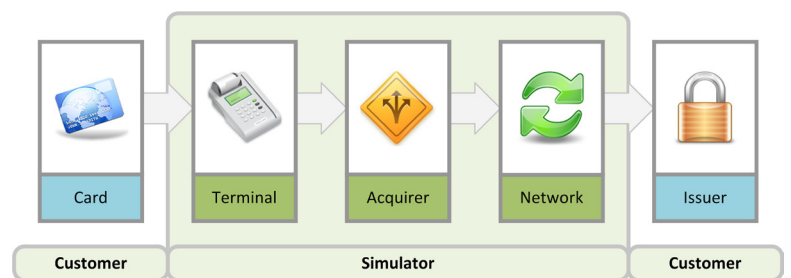 Card
Terminal
Acquirer
Network
Issuer
Customer
Simulator
Customer